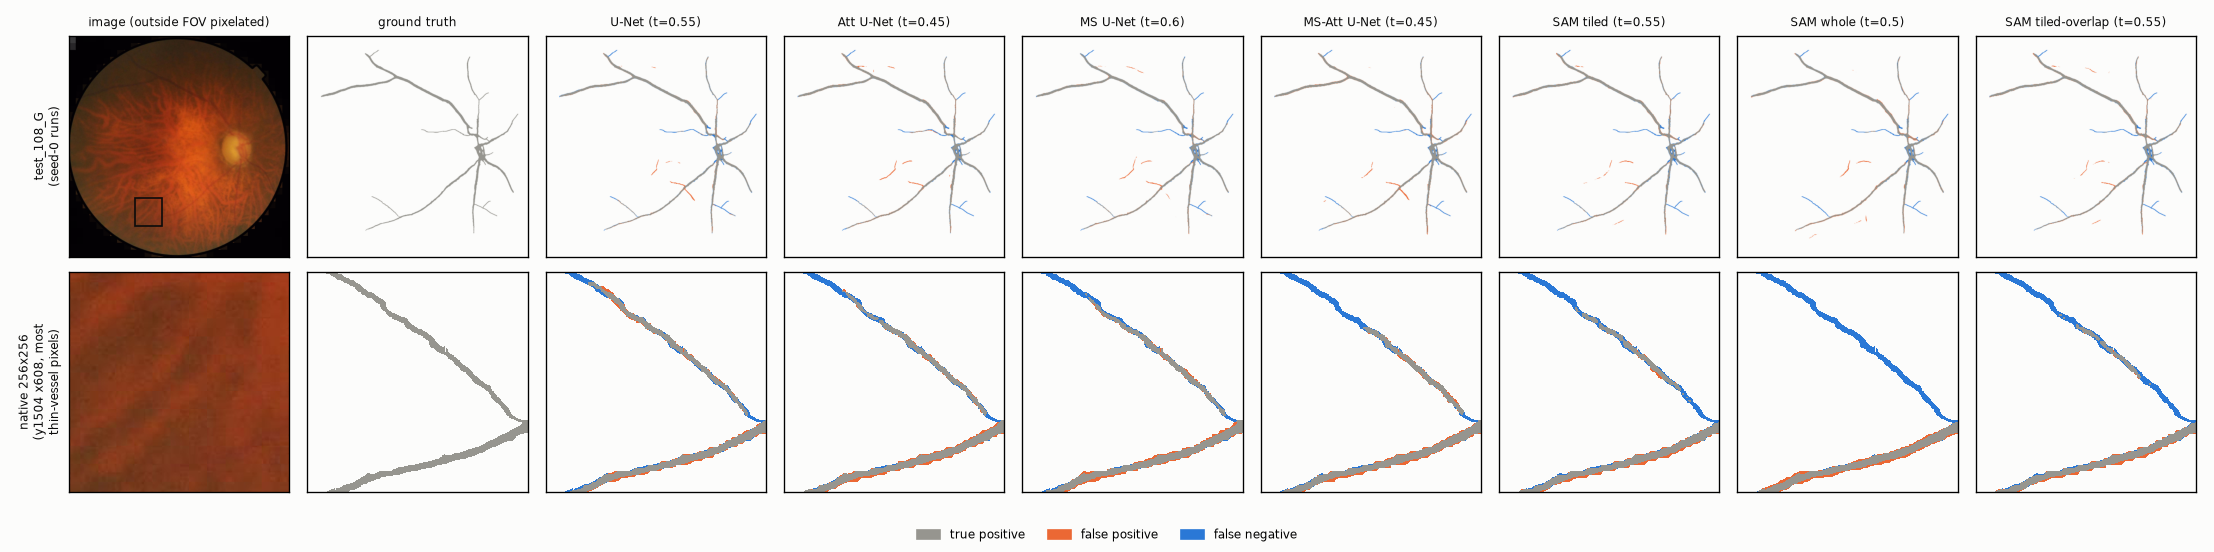 image (outside FOV pixelated)
ground truth
U-Net (t=0.55)
Att U-Net (t=0.45)
MS U-Net (t=0.6)
MS-Att U-Net (t=0.45)
SAM tiled (t=0.55)
SAM whole (t=0.5)
SAM tiled-overlap (t=0.55)
test_108_G
(seed-0 runs)
native 256x256
(y1504 x608, most
thin-vessel pixels)
true positive
false positive
false negative